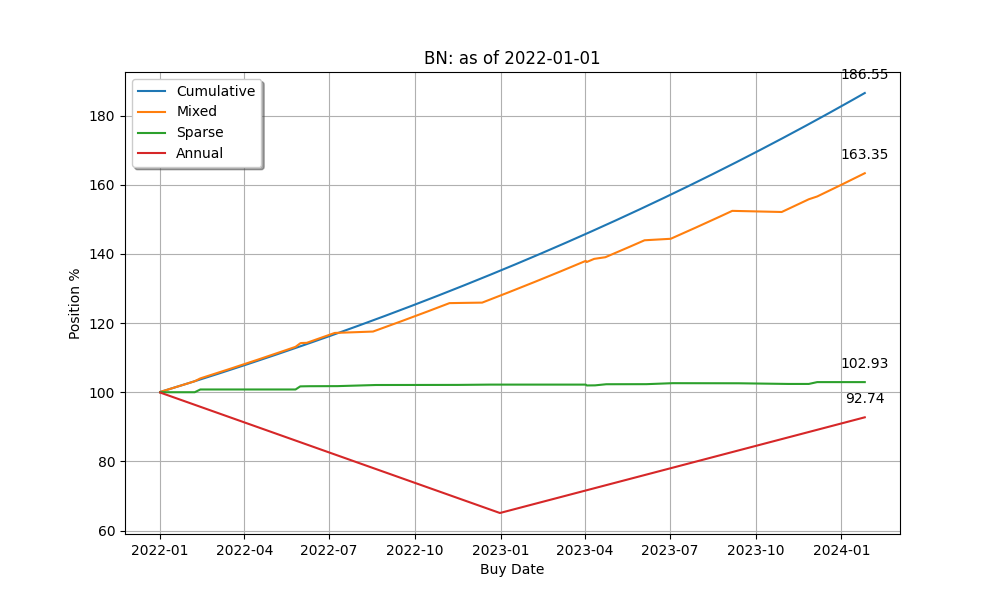 BN: as of 2022-01-01
Cumulative
Mixed
Sparse
Annual
186.55
163.35
102.93
92.74
Position %
180
160
140
120
100
80
60
2022-01 2022-04 2022-07 2022-10 2023-01 2023-04 2023-07 2023-10 2024-01
Buy Date